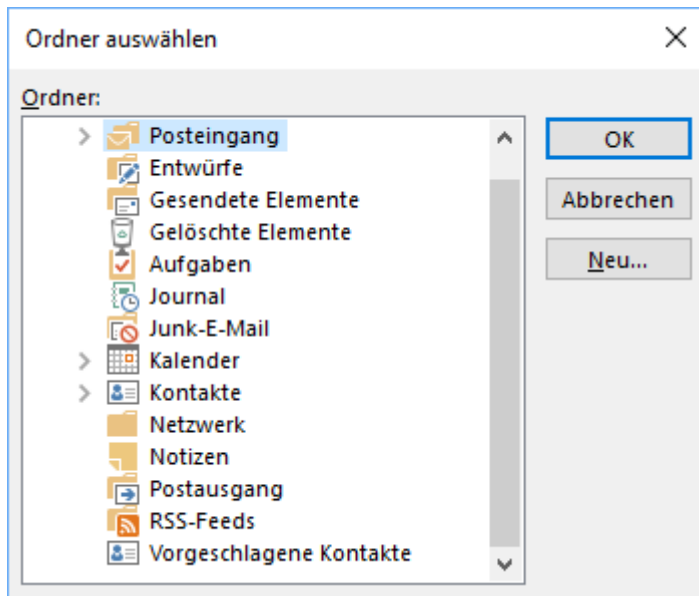 Ordner auswählen
Ordner:
Posteingang
OK
Entwürfe
Gesendete Elemente
Abbrechen
Gelöschte Elemente
Aufgaben
Neu...
Journal
Junk-E-Mail
Kalender
Kontakte
Netzwerk
Notizen
Postausgang
RSS-Feeds
Vorgeschlagene Kontakte